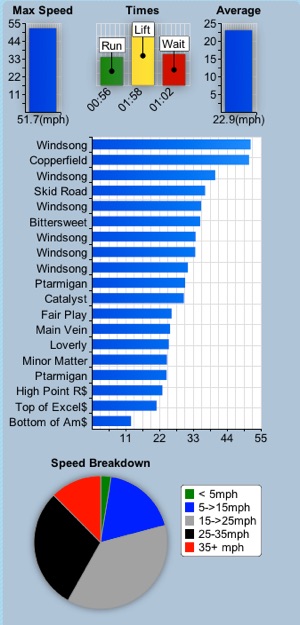 Max Speed Times Average
55
44
33
22
11
51.7(mph)
Run Lift Wait
00:56 01:58 01:02
25
20
15
10
5
22.9(mph)
Windsong
Copperfield
Windsong
Skid Road
Windsong
Bittersweet
Windsong
Windsong
Windsong
Ptarmigan
Catalyst
Fair Play
Main Vein
Loverly
Minor Matter
Ptarmigan
High Point R$
Top of Excel$
Bottom of Am$
11 22 33 44 55
Speed Breakdown
< 5mph
5->15mph
15->25mph
25-35mph
35+ mph